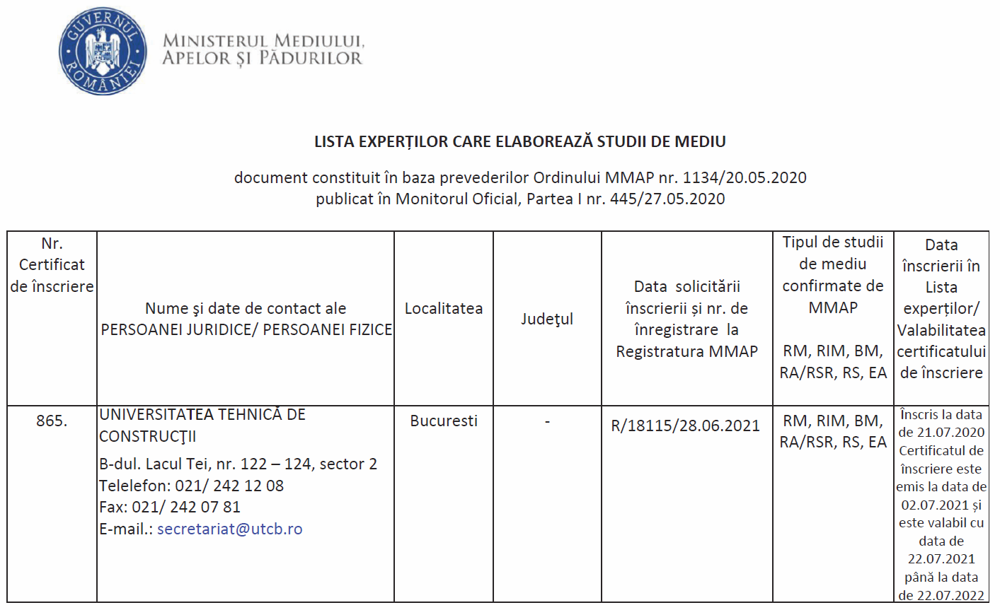 GUVERNUL ROMÂNIEI
MINISTERUL MEDIULUI,
APELOR ȘI PĂDURILOR
LISTA EXPERȚILOR CARE ELABOREAZĂ STUDII DE MEDIU
document constituit în baza prevederilor Ordinului MMAP nr. 1134/20.05.2020
publicat în Monitorul Oficial, Partea I nr. 445/27.05.2020
Nr.
Certificat
de înscriere
Nume şi date de contact ale
PERSOANEI JURIDICE/ PERSOANEI FIZICE
Localitatea
Judeţul
Data solicitării
înscrierii și nr. de
înregistrare la
Registratura MMAP
Tipul de studii
de mediu
confirmate de
MMAP
RM, RIM, BM,
RA/RSR, RS, EA
Data
înscrierii în
Lista
experților/
Valabilitatea
certificatului
de înscriere
865.
UNIVERSITATEA TEHNICĂ DE
CONSTRUCŢII
B-dul. Lacul Tei, nr. 122 – 124, sector 2
Telelefon: 021/ 242 12 08
Fax: 021/ 242 07 81
E-mail.: secretariat@utcb.ro
Bucuresti
-
R/18115/28.06.2021
RM, RIM, BM,
RA/RSR, RS, EA
Înscris la data
de 21.07.2020
Certificatul de
înscriere este
emis la data de
02.07.2021 și
este valabil cu
data de
22.07.2021
până la data
de 22.07.2022